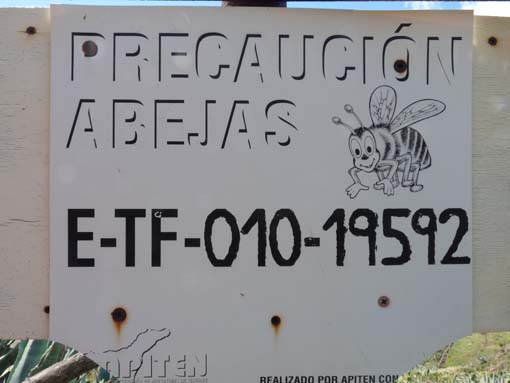 PRECAUCIÓN
ABEJAS
E-TF-010-19592
APITEN
REALIZADO POR APITEN CON